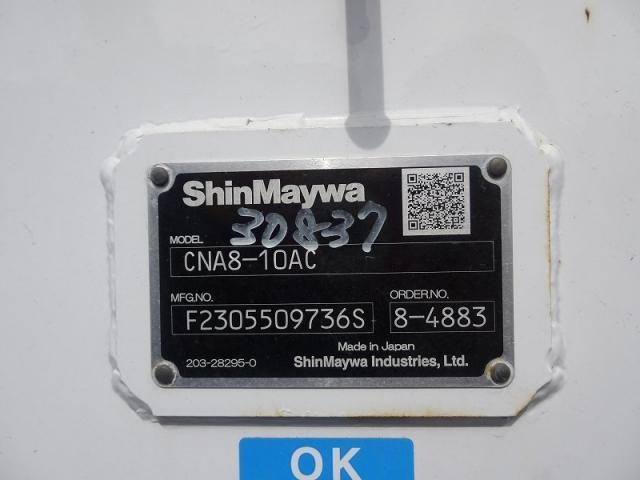 ShinMaywa
30837
MODEL
CNA8-10AC
MFG.NO. ORDER.NO.
F2305509736S 8-4883
Made in Japan
203-28295-0 ShinMaywa Industries, Ltd.
OK